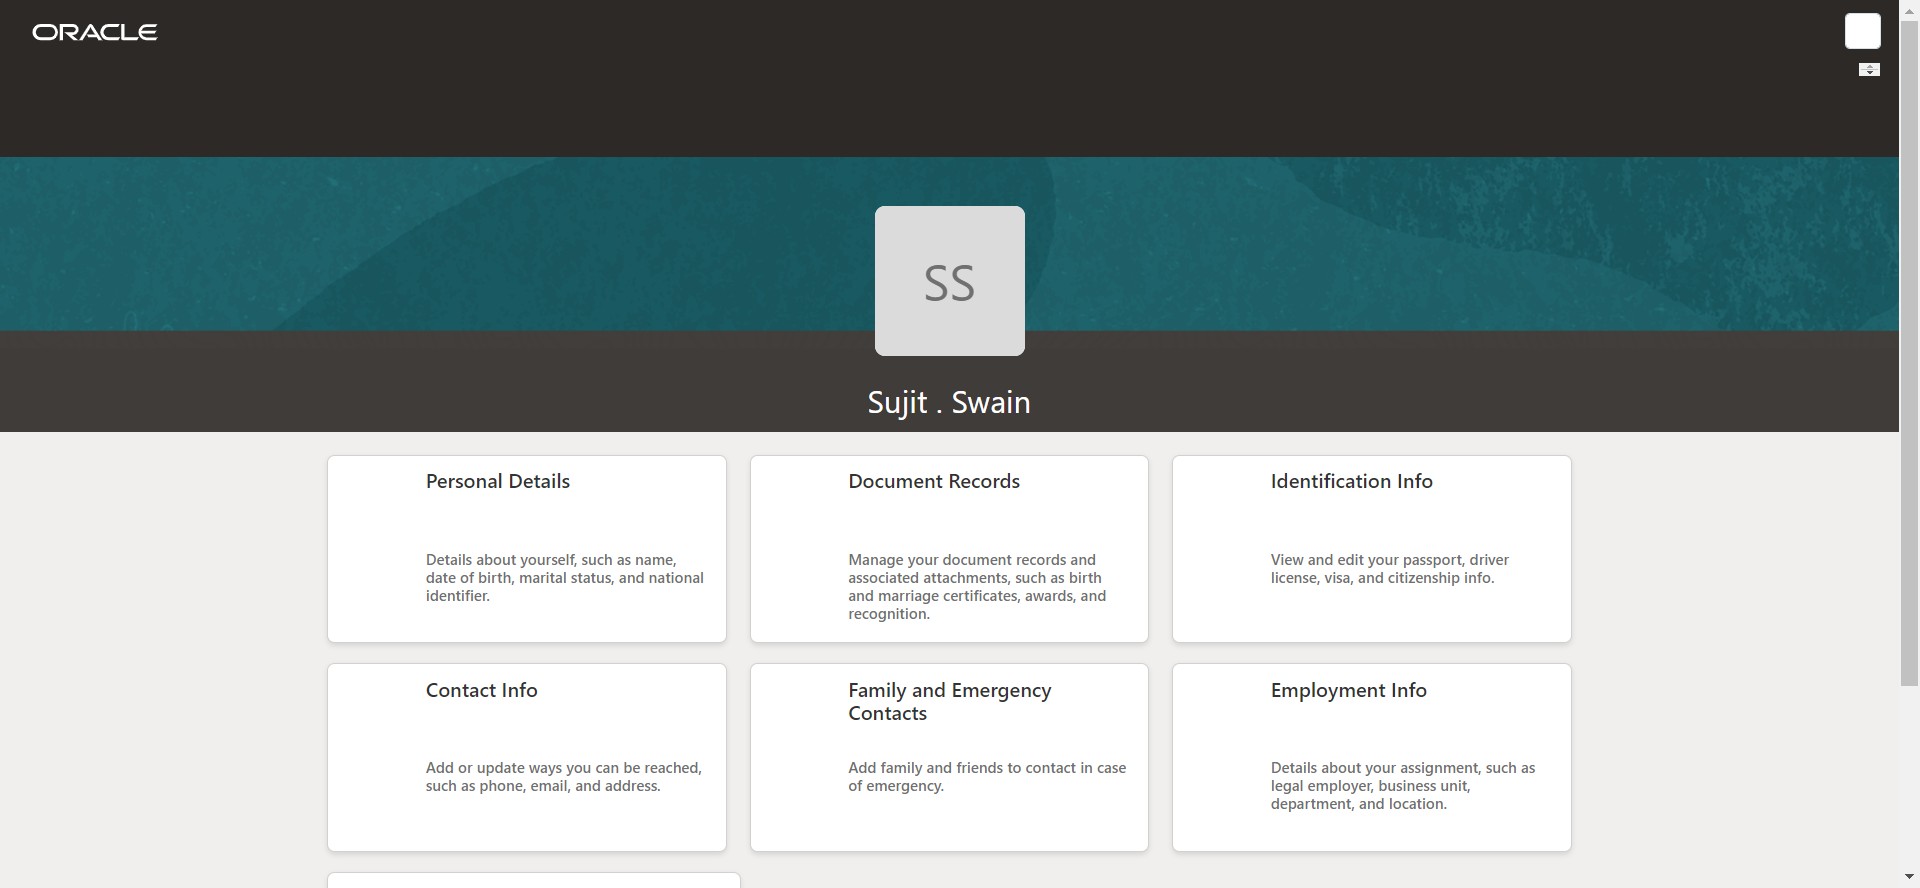 ORACLE
SS
Sujit . Swain
Personal Details
Details about yourself, such as name,
date of birth, marital status, and national
identifier.
Document Records
Manage your document records and
associated attachments, such as birth
and marriage certificates, awards, and
recognition.
Identification Info
View and edit your passport, driver
license, visa, and citizenship info.
Contact Info
Add or update ways you can be reached,
such as phone, email, and address.
Family and Emergency
Contacts
Add family and friends to contact in case
of emergency.
Employment Info
Details about your assignment, such as
legal employer, business unit,
department, and location.